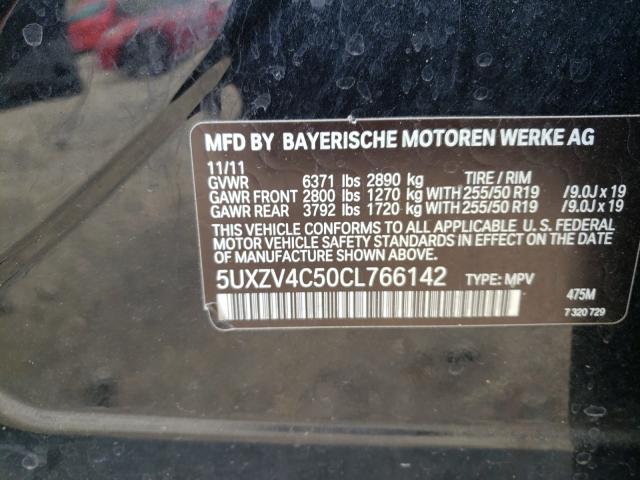 MFD BY BAYERISCHE MOTOREN WERKE AG
11/11
GVWR 6371 lbs 2890 kg TIRE / RIM
GAWR FRONT 2800 lbs 1270 kg WITH 255/50 R19 /9.0J x 19
GAWR REAR 3792 lbs 1720 kg WITH 255/50 R19 /9.0J x 19
THIS VEHICLE CONFORMS TO ALL APPLICABLE U. S. FEDERAL
MOTOR VEHICLE SAFETY STANDARDS IN EFFECT ON THE DATE
OF MANUFACTURE SHOWN ABOVE.
5UXZV4C50CL766142 TYPE: MPV
475M
7 320 729